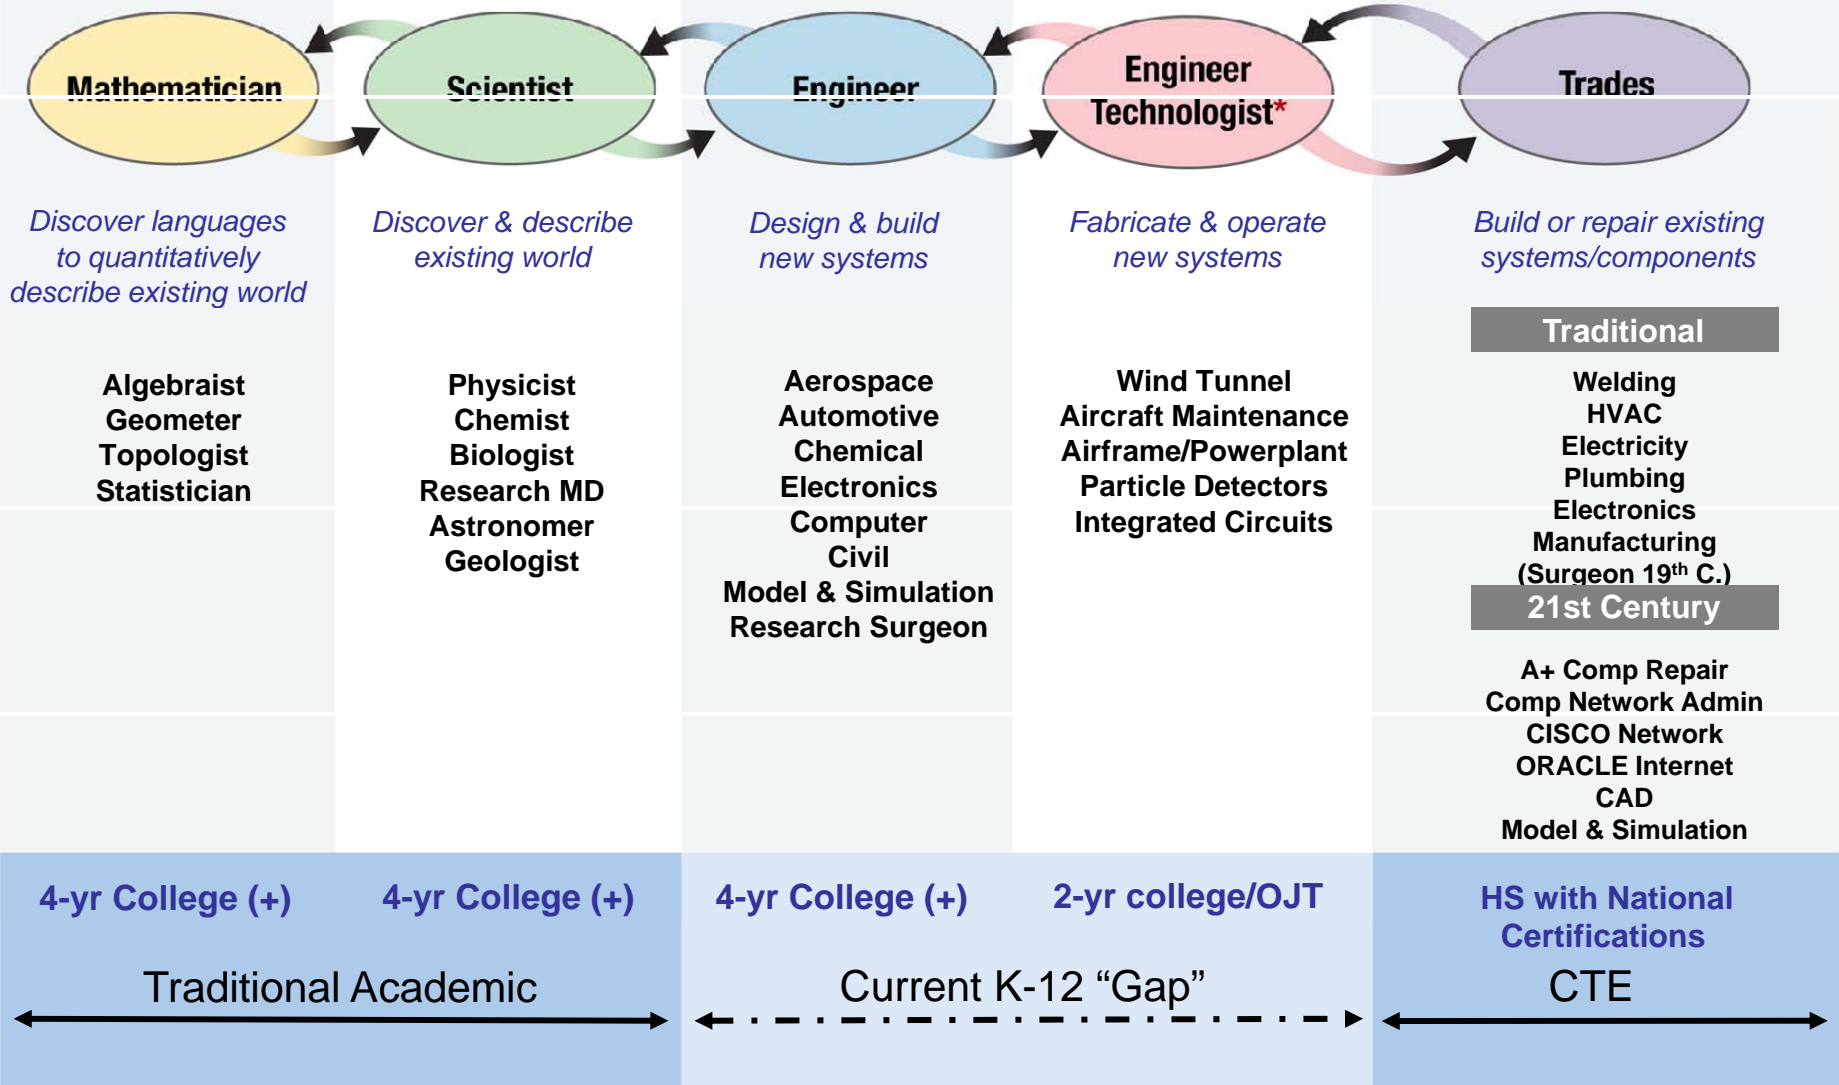 Mathematician
Scientist
Engineer
Engineer
Technologist*
Trades
Discover languages
to quantitatively
describe existing world
Discover & describe
existing world
Design & build
new systems
Fabricate & operate
new systems
Build or repair existing
systems/components
Algebraist
Geometer
Topologist
Statistician
Physicist
Chemist
Biologist
Research MD
Astronomer
Geologist
Aerospace
Automotive
Chemical
Electronics
Computer
Civil
Model & Simulation
Research Surgeon
Wind Tunnel
Aircraft Maintenance
Airframe/Powerplant
Particle Detectors
Integrated Circuits
Traditional
Welding
HVAC
Electricity
Plumbing
Electronics
Manufacturing
(Surgeon 19th C.)
21st Century
A+ Comp Repair
Comp Network Admin
CISCO Network
ORACLE Internet
CAD
Model & Simulation
4-yr College (+)
4-yr College (+)
4-yr College (+)
2-yr college/OJT
HS with National
Certifications
Traditional Academic
Current K-12 “Gap”
CTE